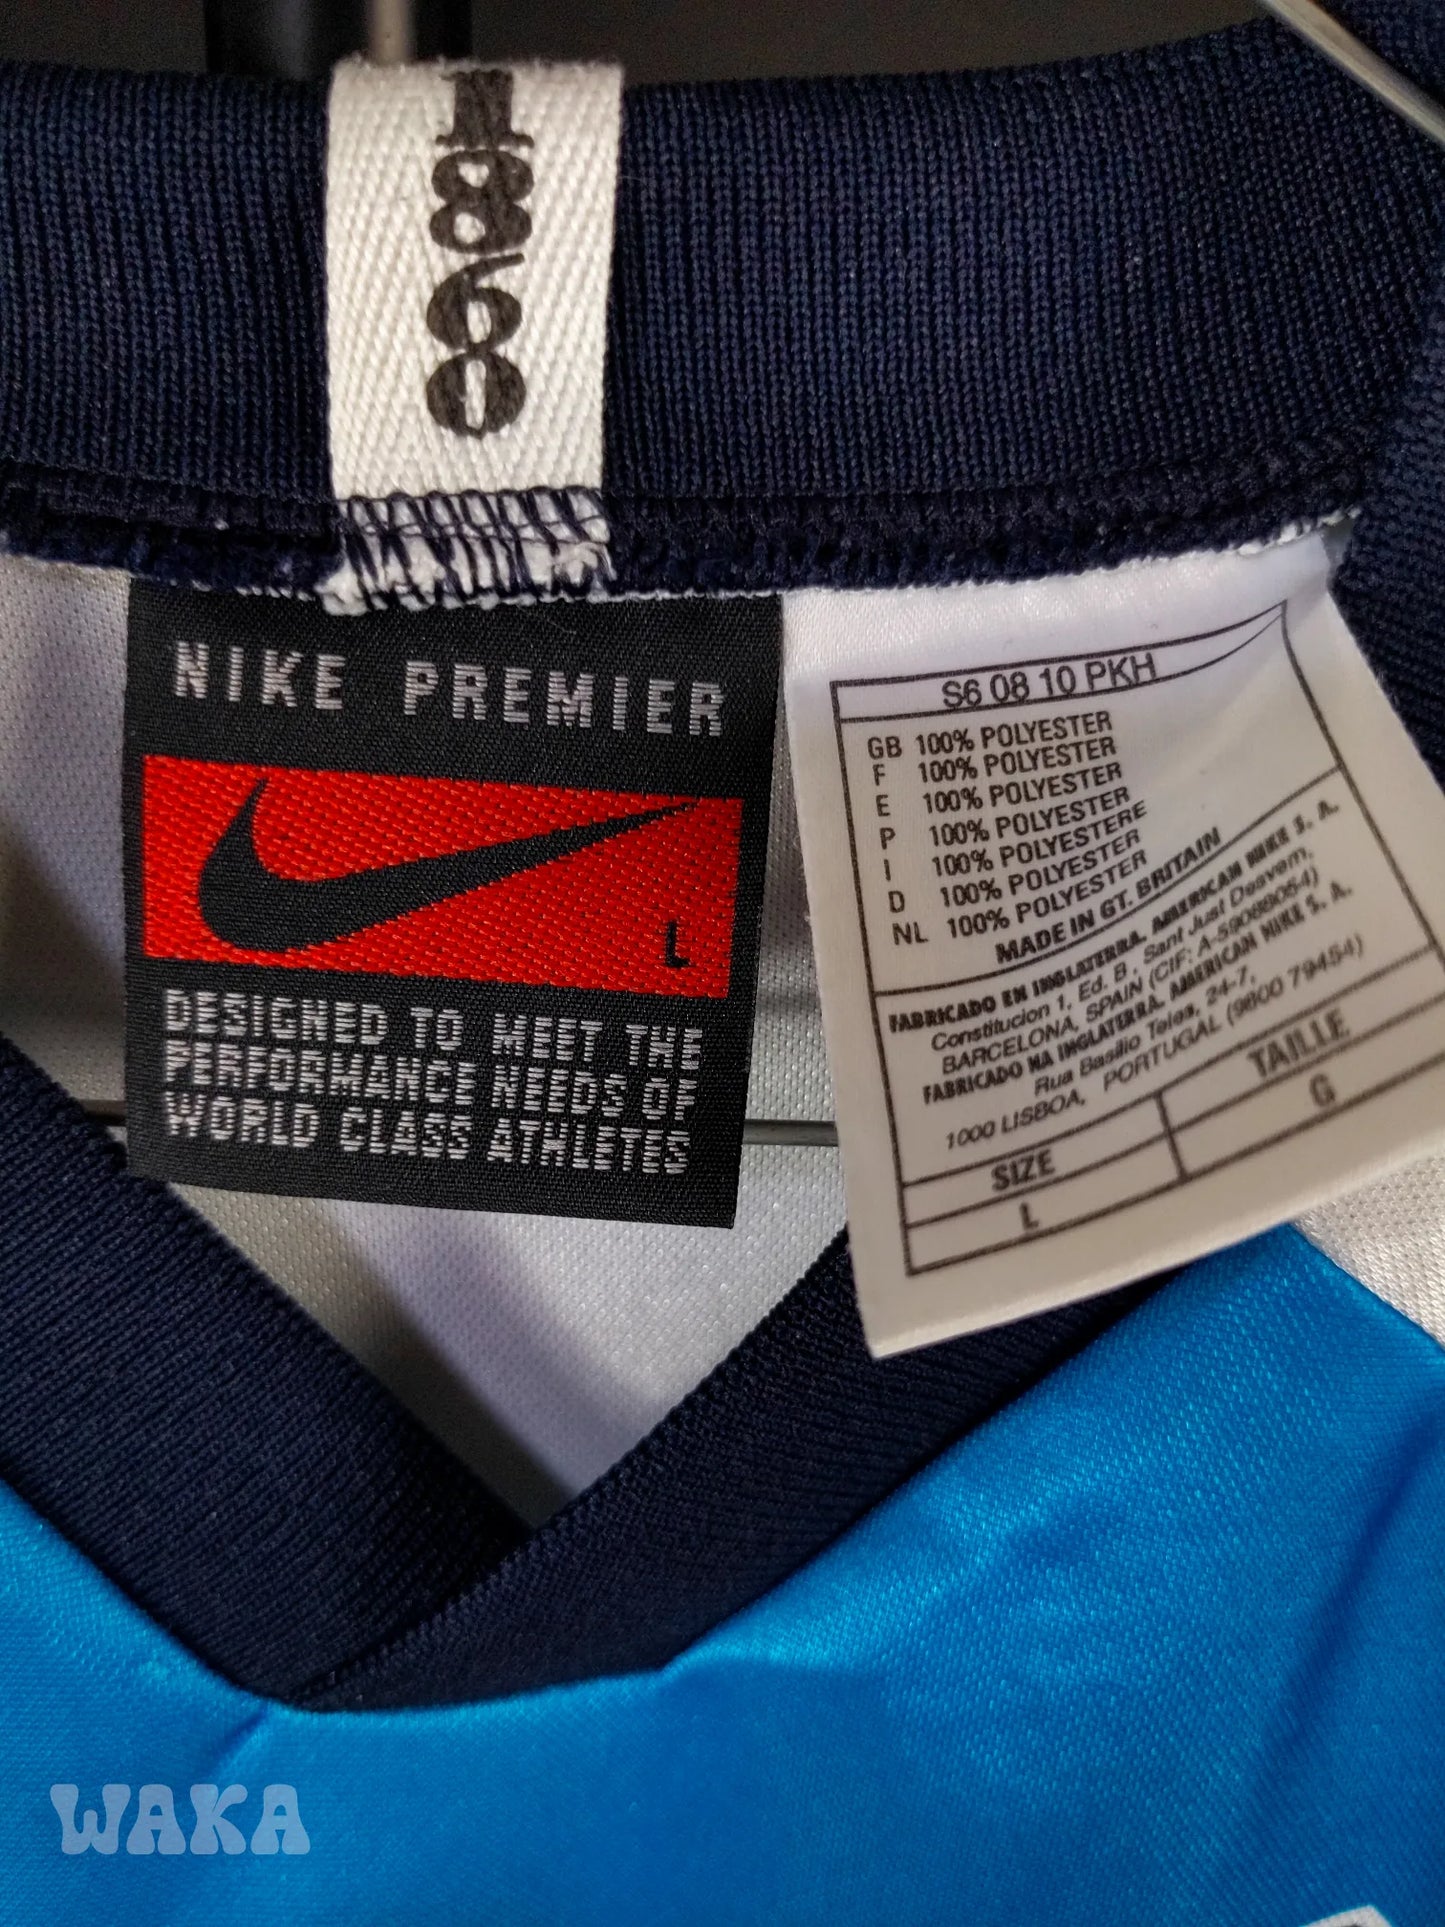 1860
NIKE PREMIER
L
DESIGNED TO MEET THE
PERFORMANCE NEEDS OF
WORLD CLASS ATHLETES
S6 08 10 PKH
GB 100% POLYESTER
F 100% POLYESTER
E 100% POLYESTER
P 100% POLYESTER
I 100% POLYESTERE
D 100% POLYESTER
NL 100% POLYESTER
MADE IN GT. BRITAIN
FABRICADO EN INGLATERRA. AMERICAN NIKE S. A.
Constitucion 1, Ed. B, Sant Just Desvern,
BARCELONA, SPAIN (CIF: A-59089054)
FABRICADO NA INGLATERRA. AMERICAN NIKE S. A.
Rua Basilio Teles, 24-7,
1000 LISBOA, PORTUGAL (9800 79454)
SIZE TAILLE
L G
WAKA